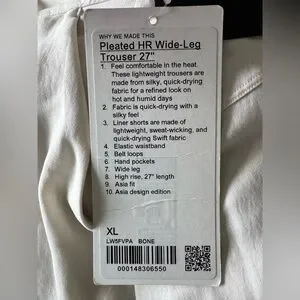 WHY WE MADE THIS
Pleated HR Wide-Leg
Trouser 27"
1. Feel comfortable in the heat.
These lightweight trousers are
made from silky, quick-drying
fabric for a refined look on
hot and humid days
2. Fabric is quick-drying with a
silky feel
3. Liner shorts are made of
lightweight, sweat-wicking, and
quick-drying Swift fabric
4. Elastic waistband
5. Belt loops
6. Hand pockets
7. Wide leg
8. High rise, 27" length
9. Asia fit
10. Asia design edition
XL
LW5FVPA BONE
000148306550